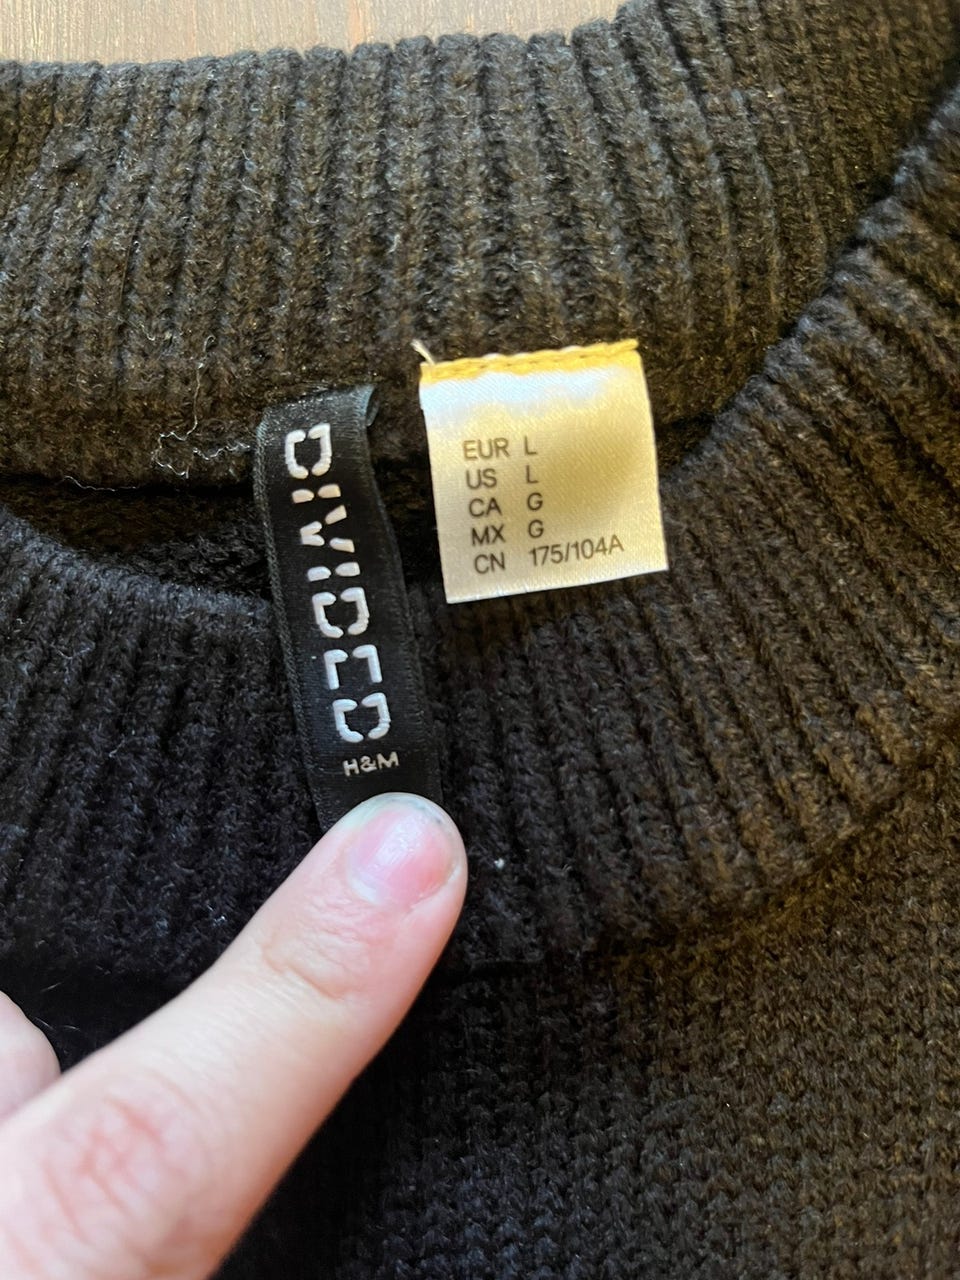 DIVIDED
H&M
EUR L
US L
CA G
MX G
CN 175/104A